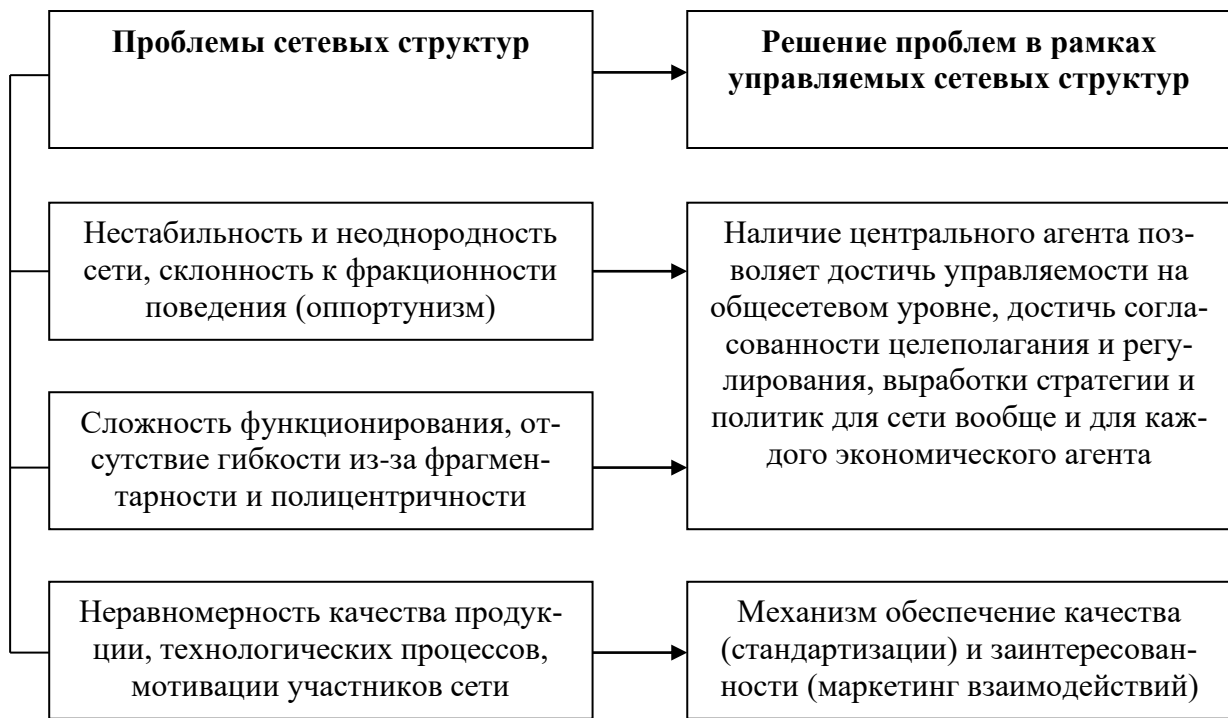 Проблемы сетевых структур
Решение проблем в рамках
управляемых сетевых структур
Нестабильность и неоднородность
сети, склонность к фракционности
поведения (оппортунизм)
Наличие центрального агента поз-
воляет достичь управляемости на
общесетевом уровне, достичь согла-
сованности целеполагания и регу-
лирования, выработки стратегии и
политик для сети вообще и для каж-
дого экономического агента
Сложность функционирования, от-
сутствие гибкости из-за фрагмен-
тарности и полицентричности
Неравномерность качества продук-
ции, технологических процессов,
мотивации участников сети
Механизм обеспечение качества
(стандартизации) и заинтересован-
ности (маркетинг взаимодействий)